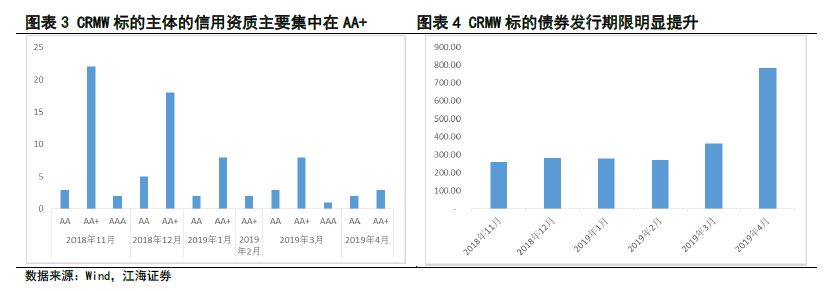 图表 3 CRMW 标的主体的信用资质主要集中在 AA+
25
20
15
10
5
0
AA AA+ AAA AA AA+ AA AA+ AA+ AA AA+ AAA AA AA+
2018年11月 2018年12月 2019年1月 2019年2月 2019年3月 2019年4月
图表 4 CRMW 标的债券发行期限明显提升
900.00
800.00
700.00
600.00
500.00
400.00
300.00
200.00
100.00
-
2018年11月 2018年12月 2019年1月 2019年2月 2019年3月 2019年4月
数据来源：Wind，江海证券